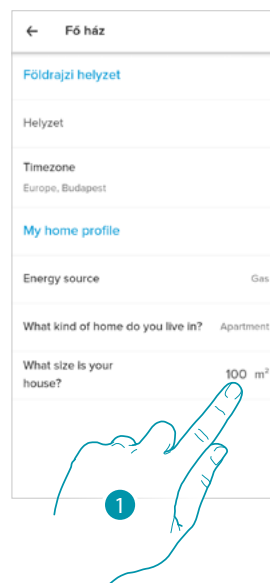 ← Fő ház
Földrajzi helyzet
Helyzet
Timezone
Europe, Budapest
My home profile
Energy source Gas
What kind of home do you live in? Apartment
What size is your
house?
100 m²
1